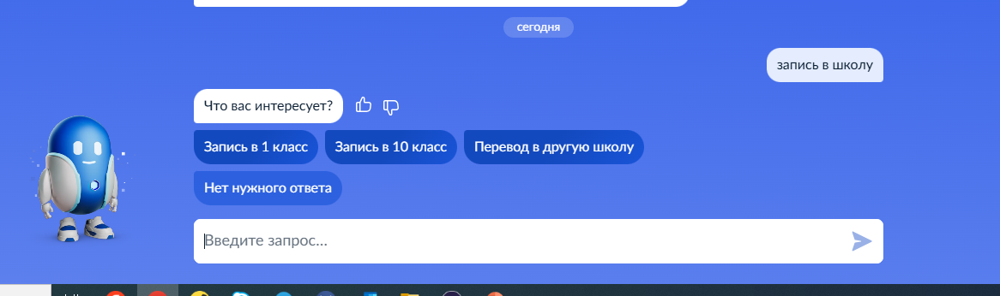 сегодня
запись в школу
Что вас интересует?
Запись в 1 класс
Запись в 10 класс
Перевод в другую школу
Нет нужного ответа
Введите запрос...